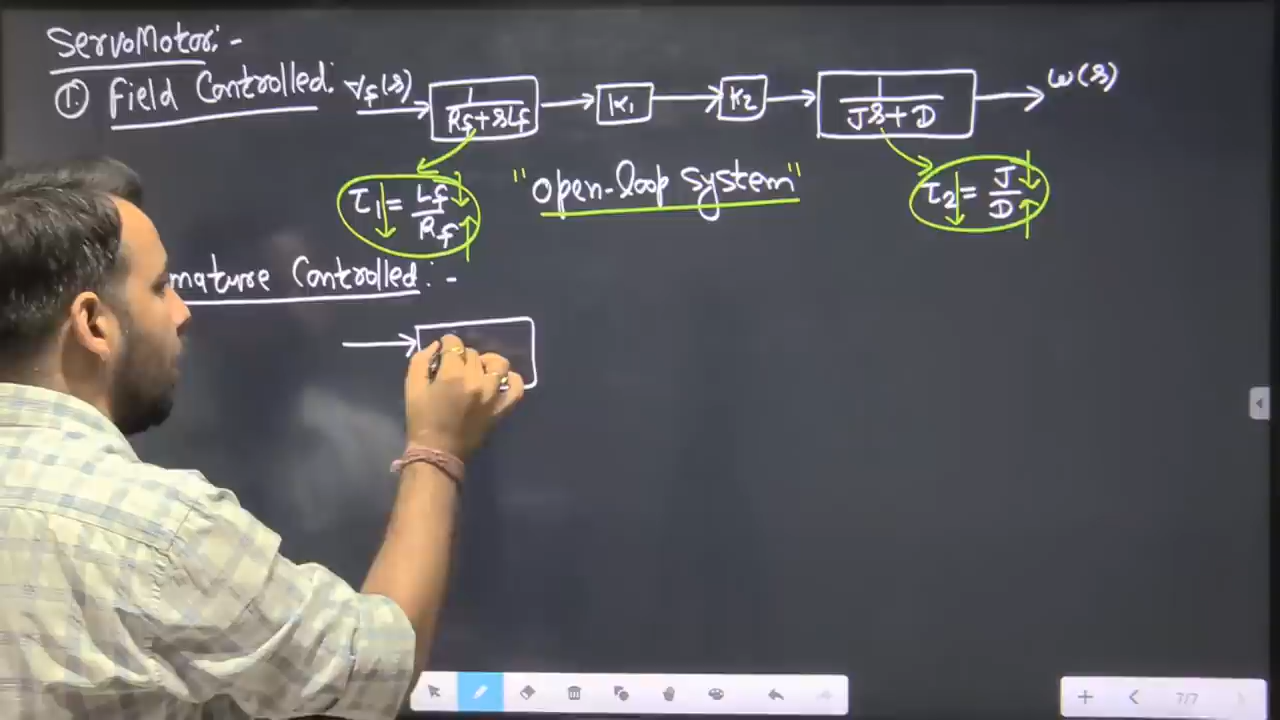 ServoMotor:-
①. Field Controlled: Vf(s) 1/(Rf+sLf) K1 K2 1/(Js+D) ω(s)
τ1 ↓ = Lf↓/Rf↑ "Open-loop System" τ2 ↓ = J↓/D↑
mature Controlled:-
7/7